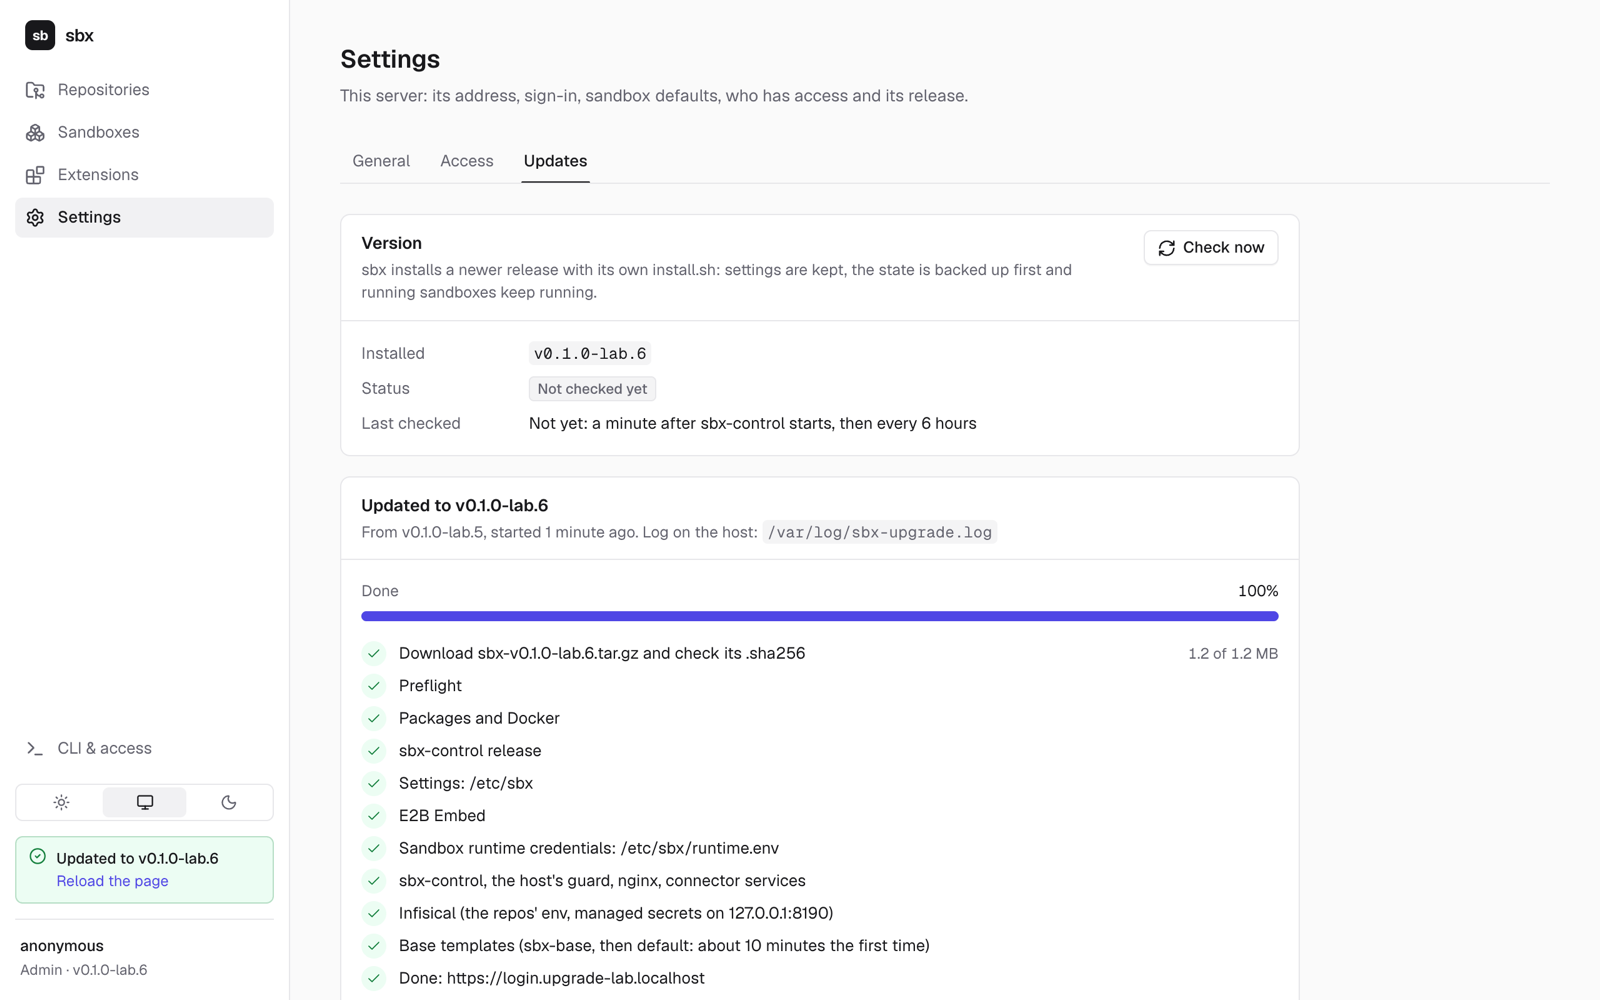 sb sbx
Repositories
Sandboxes
Extensions
Settings
CLI & access
Updated to v0.1.0-lab.6
Reload the page
anonymous
Admin · v0.1.0-lab.6
Settings
This server: its address, sign-in, sandbox defaults, who has access and its release.
General Access Updates
Version
Check now
sbx installs a newer release with its own install.sh: settings are kept, the state is backed up first and
running sandboxes keep running.
Installed v0.1.0-lab.6
Status Not checked yet
Last checked Not yet: a minute after sbx-control starts, then every 6 hours
Updated to v0.1.0-lab.6
From v0.1.0-lab.5, started 1 minute ago. Log on the host: /var/log/sbx-upgrade.log
Done 100%
Download sbx-v0.1.0-lab.6.tar.gz and check its .sha256 1.2 of 1.2 MB
Preflight
Packages and Docker
sbx-control release
Settings: /etc/sbx
E2B Embed
Sandbox runtime credentials: /etc/sbx/runtime.env
sbx-control, the host's guard, nginx, connector services
Infisical (the repos' env, managed secrets on 127.0.0.1:8190)
Base templates (sbx-base, then default: about 10 minutes the first time)
Done: https://login.upgrade-lab.localhost